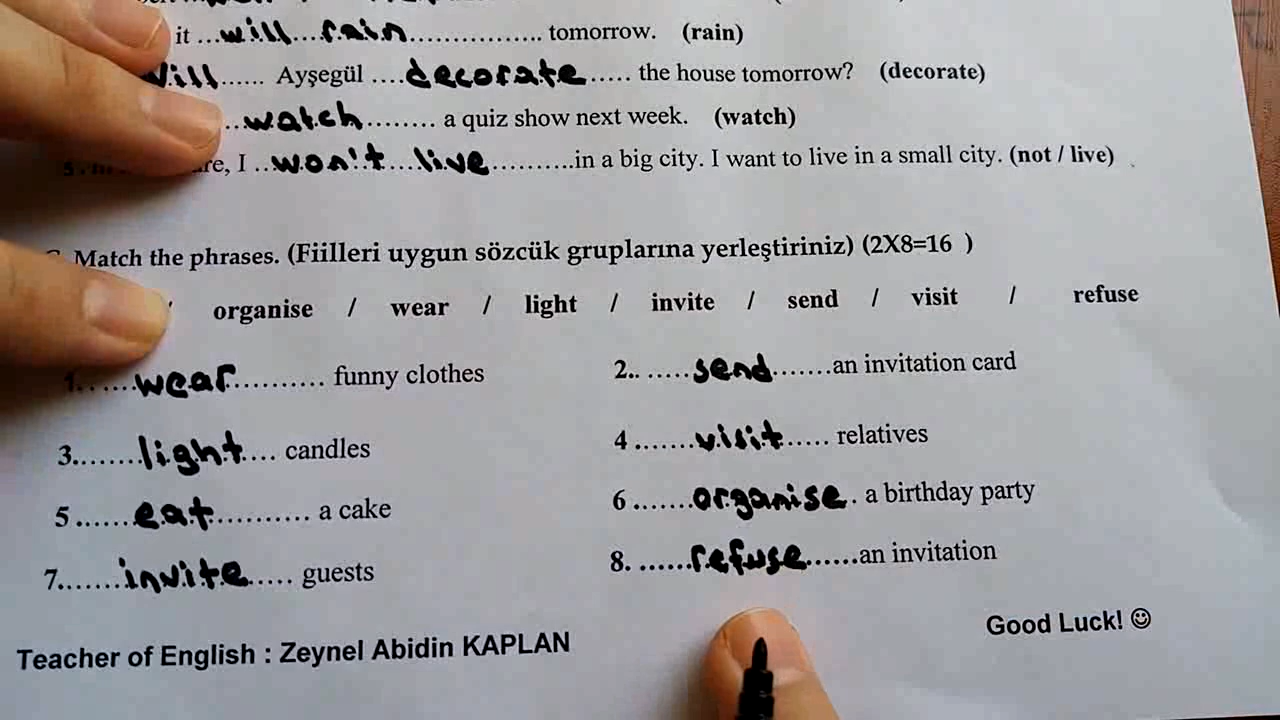 it ...will...rain................ tomorrow. (rain)
Will...... Ayşegül ....decorate..... the house tomorrow? (decorate)
..watch........ a quiz show next week. (watch)
I ...won't...live..........in a big city. I want to live in a small city. (not / live)
Match the phrases. (Fiilleri uygun sözcük gruplarına yerleştiriniz) (2X8=16 )
/ organise / wear / light / invite / send / visit / refuse
1. .....wear.......... funny clothes 2.. .....send.......an invitation card
3.......light.... candles 4 .......visit..... relatives
5 ......eat.......... a cake 6 .......organise. a birthday party
7.......invite..... guests 8. ......refuse......an invitation
Good Luck! ☺
Teacher of English : Zeynel Abidin KAPLAN